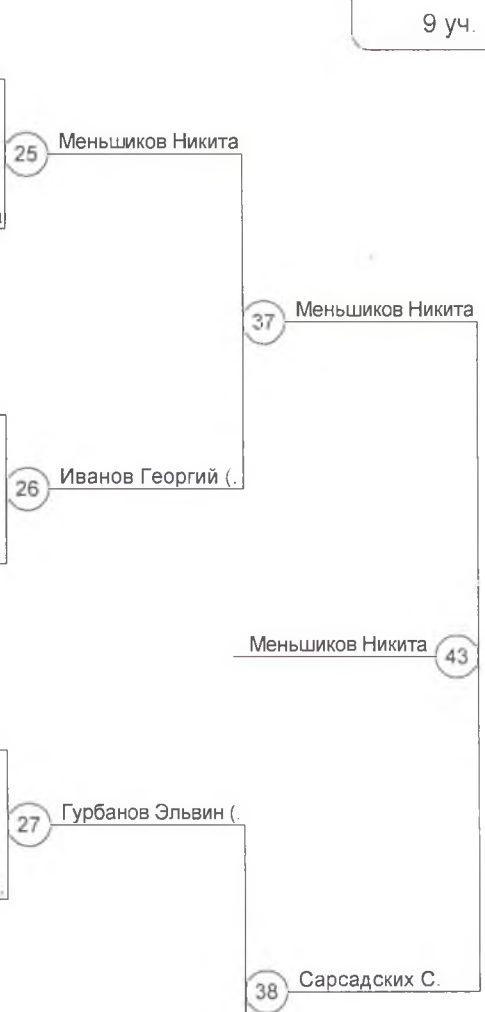 9 уч.
25 Меньшиков Никита
37 Меньшиков Никита
26 Иванов Георгий (.
Меньшиков Никита 43
27 Гурбанов Эльвин (.
38 Сарсадских С.